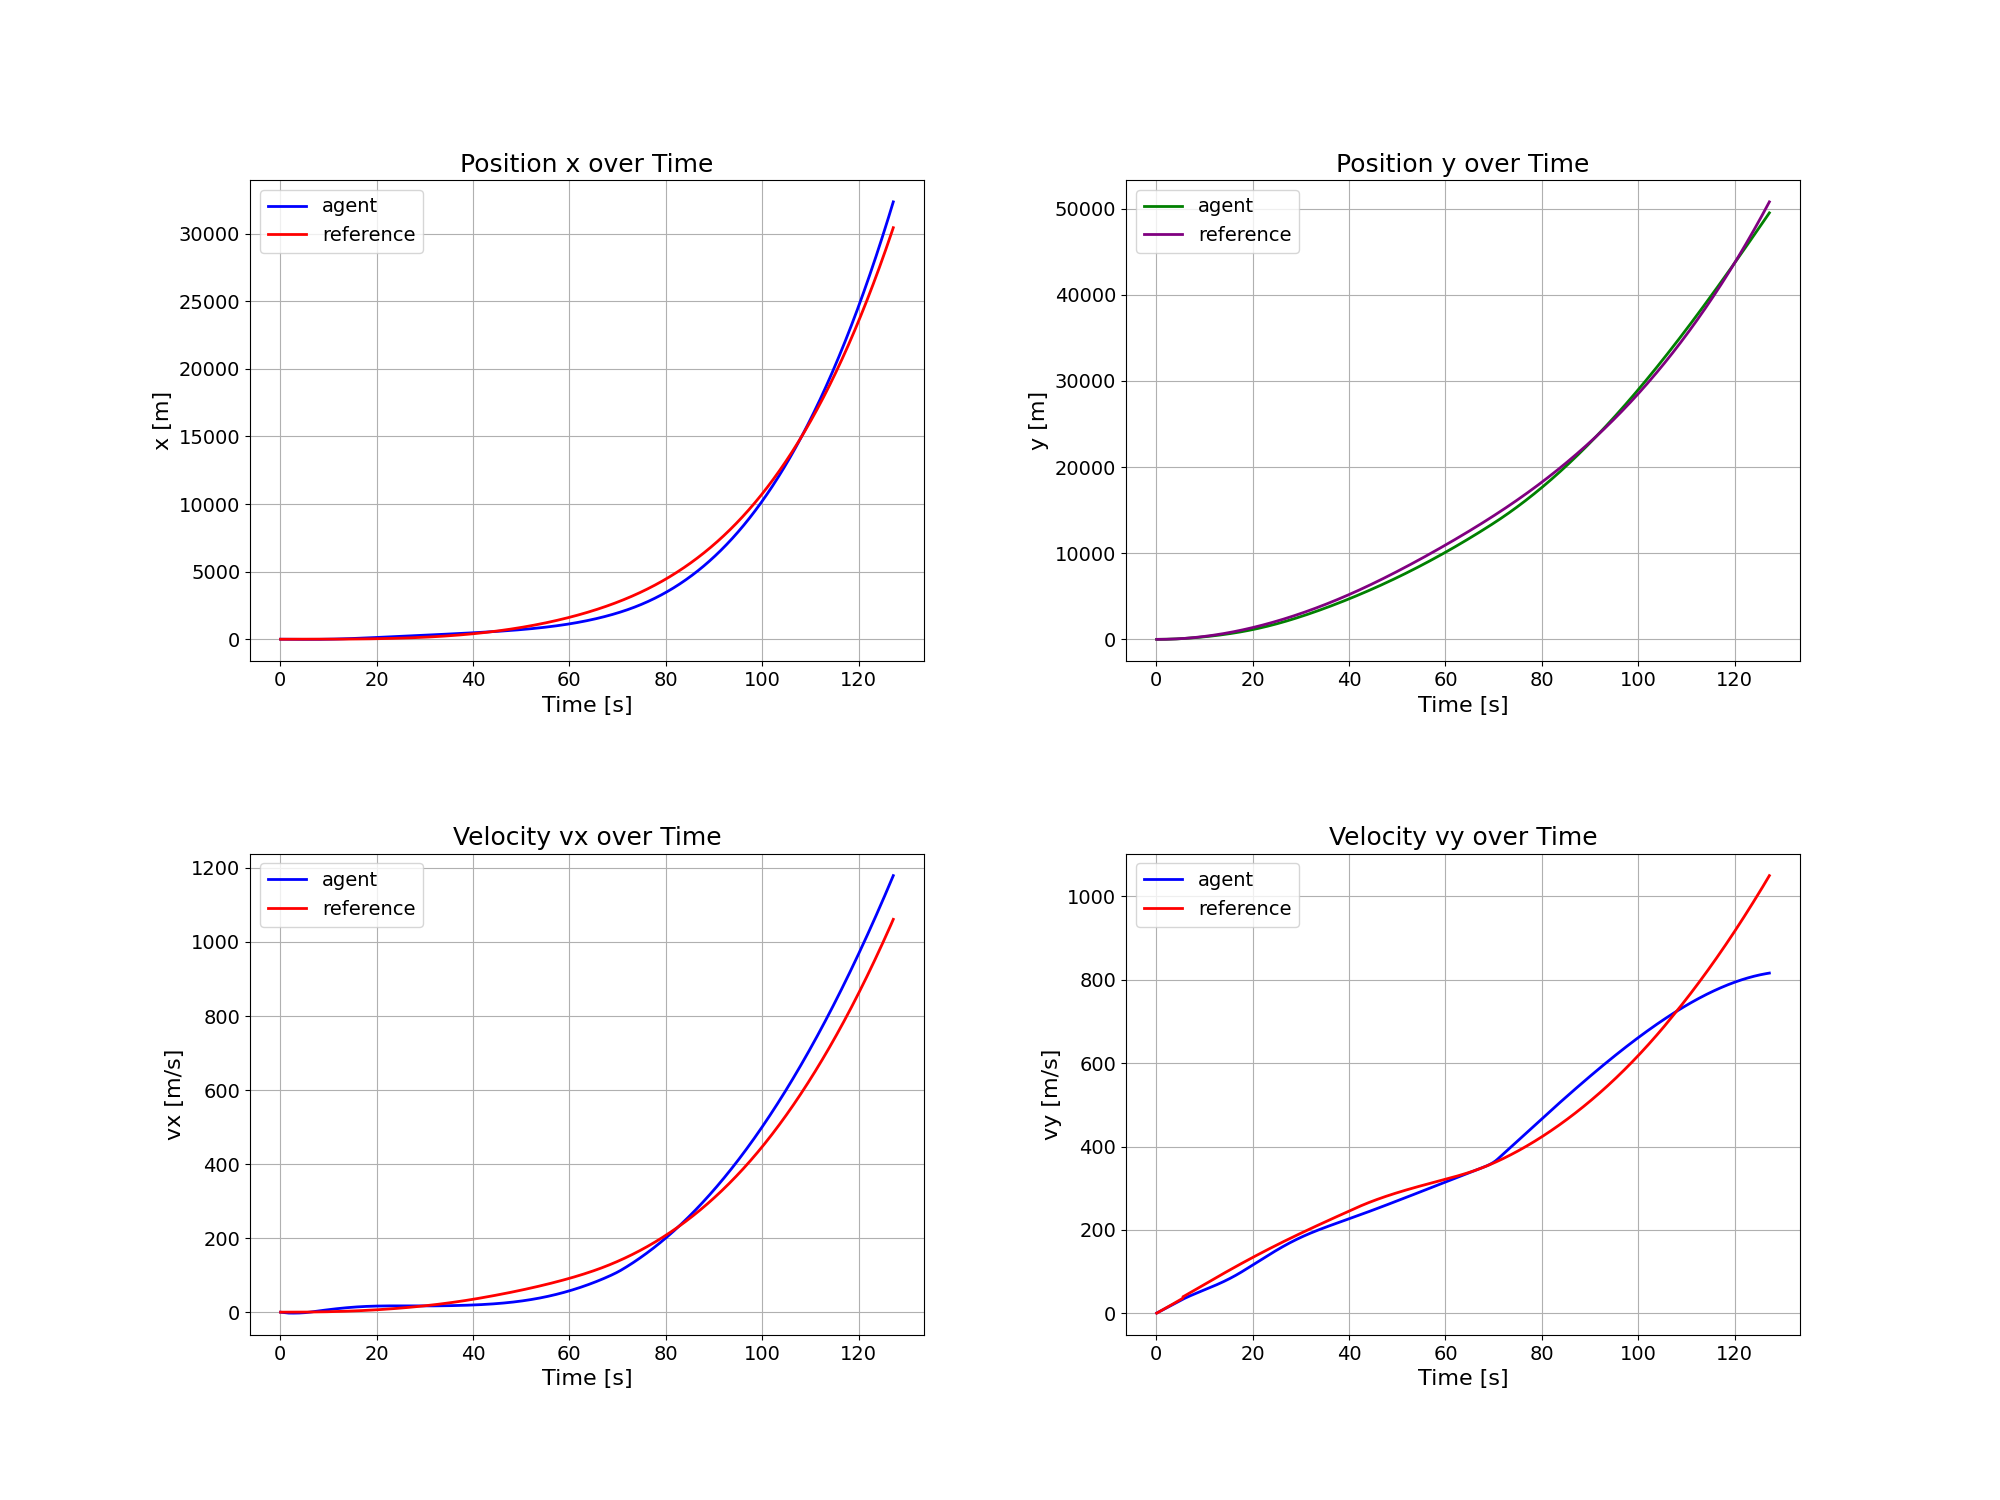 Position x over Time
agent
reference
30000
25000
20000
15000
10000
5000
0
x [m]
0 20 40 60 80 100 120
Time [s]
Position y over Time
agent
reference
50000
40000
30000
20000
10000
0
y [m]
0 20 40 60 80 100 120
Time [s]
Velocity vx over Time
agent
reference
1200
1000
800
600
400
200
0
vx [m/s]
0 20 40 60 80 100 120
Time [s]
Velocity vy over Time
agent
reference
1000
800
600
400
200
0
vy [m/s]
0 20 40 60 80 100 120
Time [s]